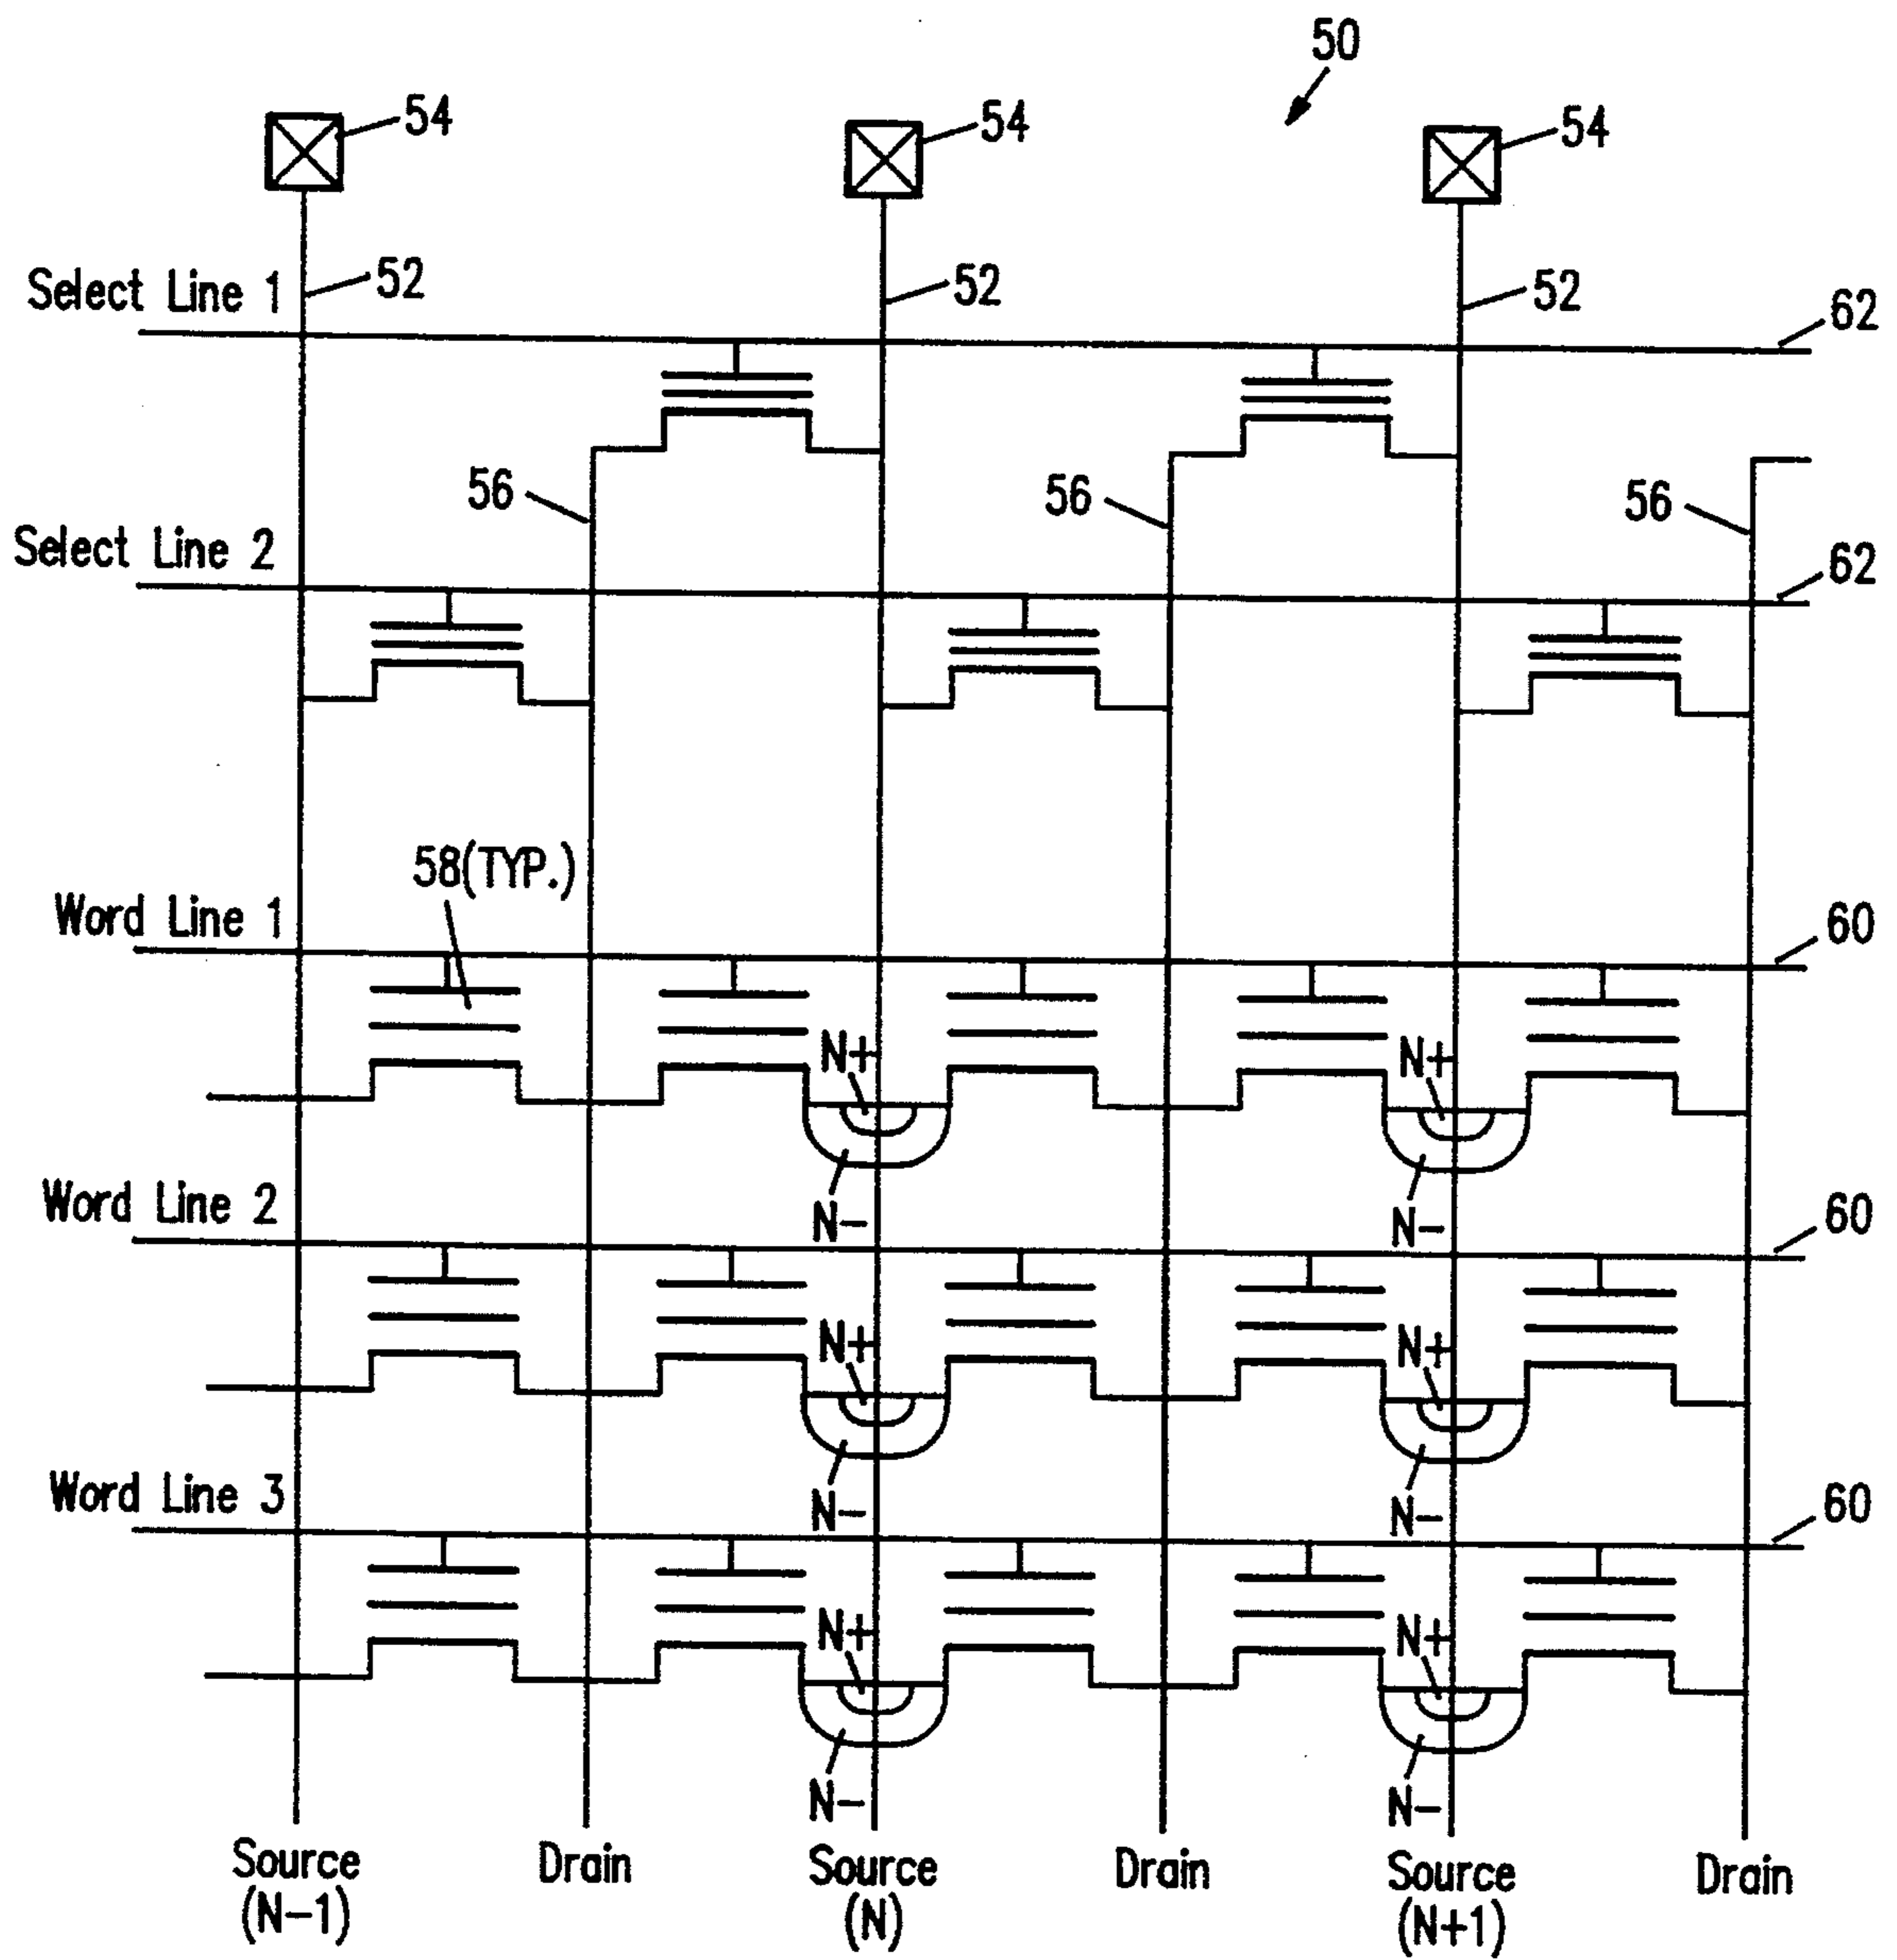 50
54
54
54
Select Line 1
52
52
52
62
56
56
56
Select Line 2
62
58(TYP.)
Word Line 1
60
N+
N+
N-
N-
Word Line 2
60
N+
N+
N-
N-
Word Line 3
60
N+
N+
N-
N-
Source
(N-1)
Drain
Source
(N)
Drain
Source
(N+1)
Drain